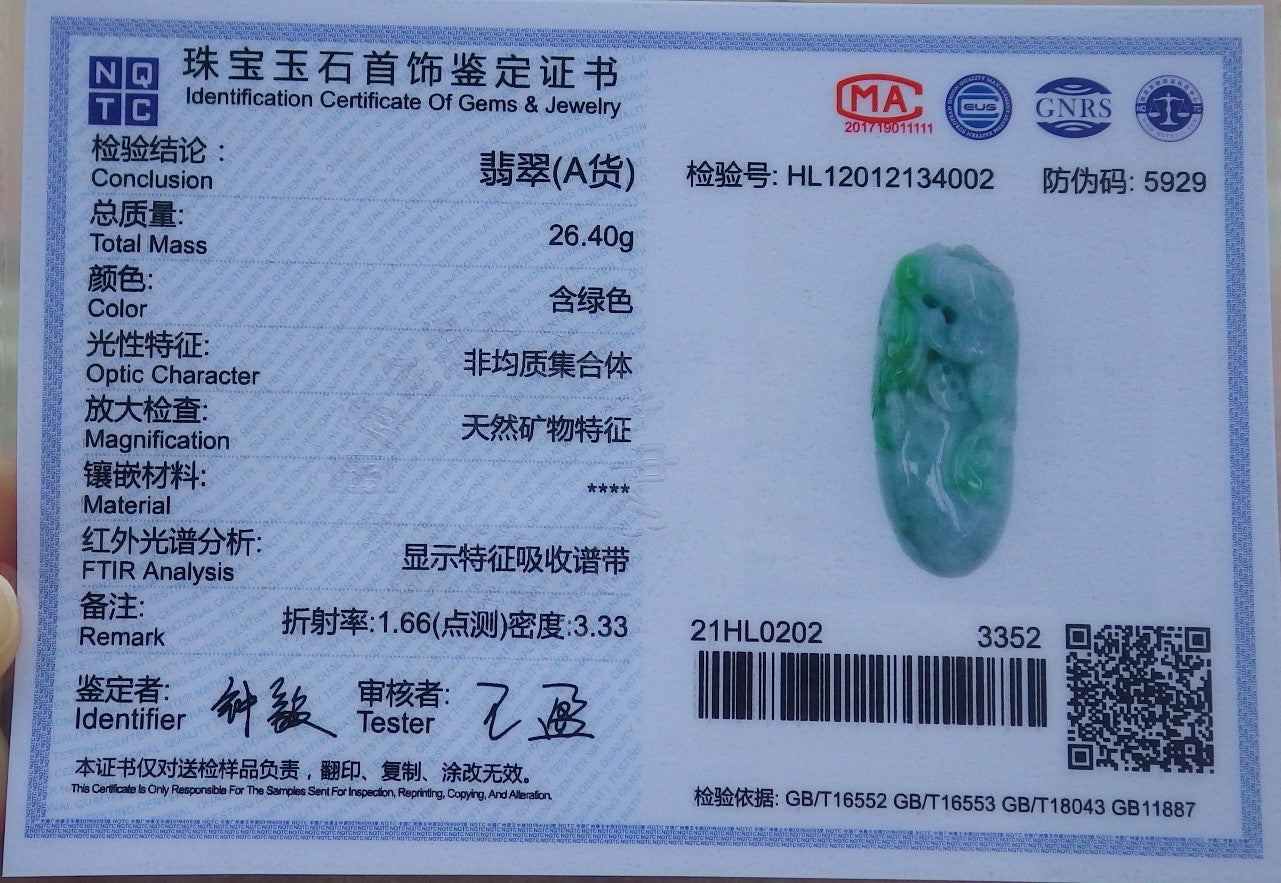 NQTC
珠宝玉石首饰鉴定证书
Identification Certificate Of Gems & Jewelry
检验结论：
Conclusion
翡翠(A货)
总质量:
Total Mass
26.40g
颜色:
Color
含绿色
光性特征:
Optic Character
非均质集合体
放大检查:
Magnification
天然矿物特征
镶嵌材料:
Material
****
红外光谱分析:
FTIR Analysis
显示特征吸收谱带
备注:
Remark
折射率:1.66(点测)密度:3.33
鉴定者:
Identifier
审核者:
Tester
本证书仅对送检样品负责，翻印、复制、涂改无效。
This Certificate Is Only Responsible For The Samples Sent For Inspection, Reprinting, Copying, And Alteration.
MA
201719011111
EQUS
GNRS
检验号: HL12012134002 防伪码: 5929
21HL0202 3352
检验依据: GB/T16552 GB/T16553 GB/T18043 GB11887